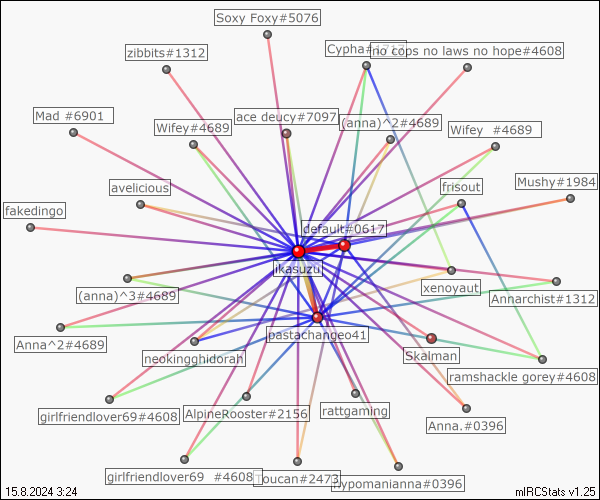 Soxy Foxy#5076
Cypha#
no cops no laws no hope#4608
zibbits#1312
Mad #6901
Wifey#4689
ace deucy#7097
(anna)^2#4689
Wifey  #4689
avelicious
frisout
Mushy#1984
fakedingo
default#0617
ikasuzu
(anna)^3#4689
xenoyaut
Annarchist#1312
Anna^2#4689
neokingghidorah
pastachangeo41
Skalman
ramshackle gorey#4608
girlfriendlover69#4608
AlpineRooster#2156
rattgaming
Anna.#0396
girlfriendlover69  #4608
Toucan#2473
hypomanianna#0396
15.8.2024 3:24
mIRCStats v1.25